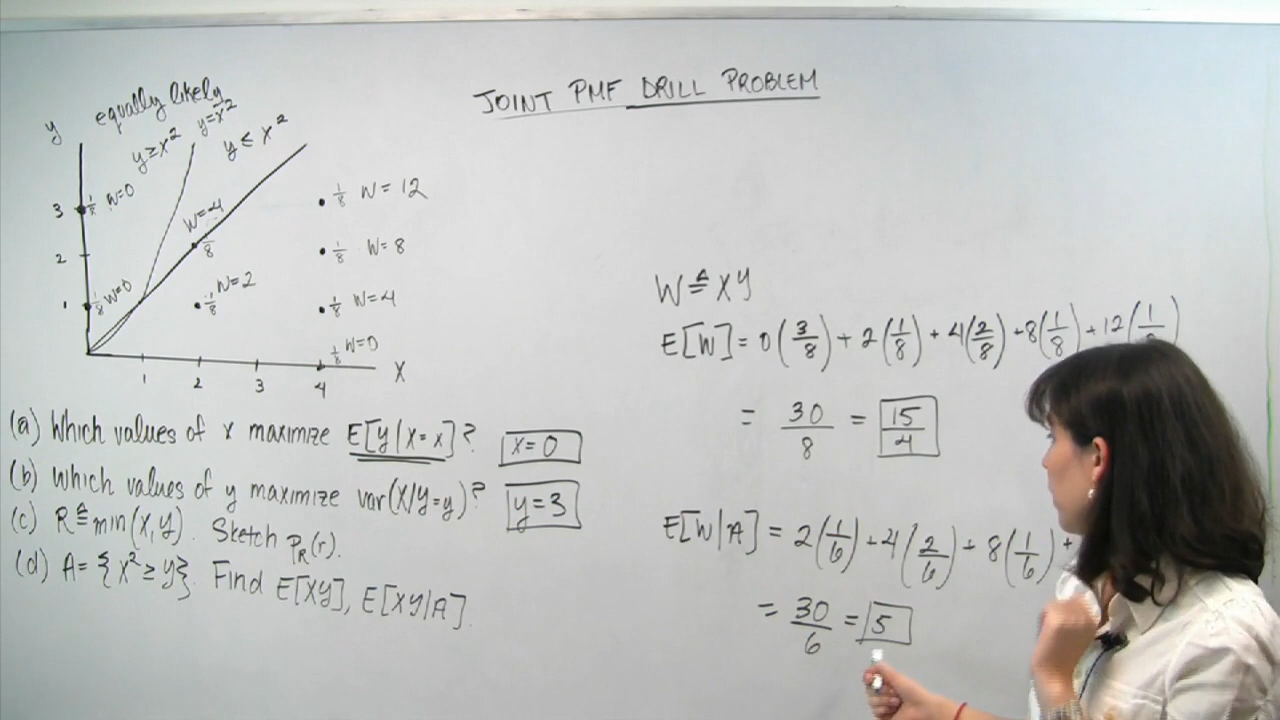 JOINT PMF DRILL PROBLEM
y equally likely
y≥x² y=x² y<x²
3 1/8 W=0
W=4
1/8
1/8 W=12
2
1/8 W=8
1 1/8 W=0
1/8 W=2
1/8 W=4
1/8 W=0
1 2 3 4 X
(a) Which values of x maximize E[Y|X=x]? x=0
(b) Which values of y maximize var(X|Y=y)? y=3
(c) R≜min(X,Y). Sketch P_R(r).
(d) A={X²≥Y}. Find E[XY], E[XY|A].
W≜XY
E[W]=0(3/8)+2(1/8)+4(2/8)+8(1/8)+12(1/
=30/8=15/4
E[W|A]=2(1/6)+4(2/6)+8(1/6)+
=30/6=5